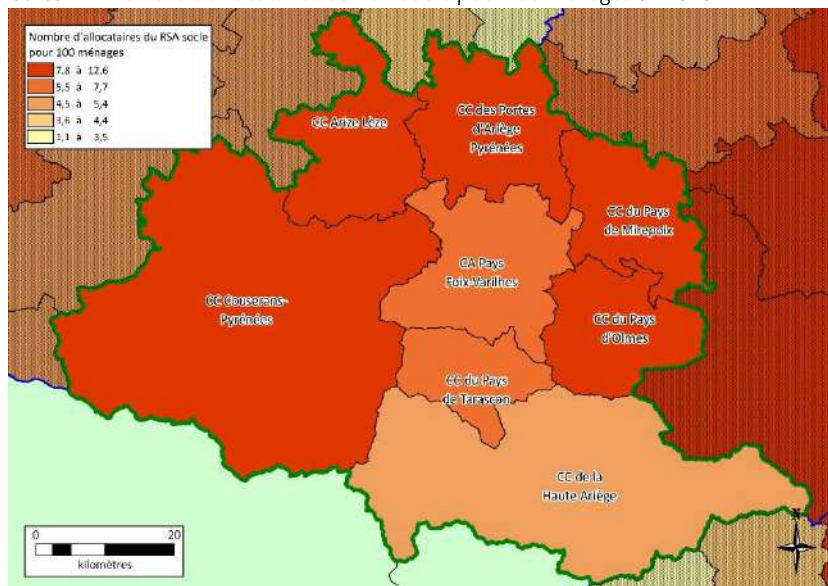 Nombre d'allocataires du RSA socle
pour 100 ménages
7,8 à 12,6
5,5 à 7,7
4,5 à 5,4
3,6 à 4,4
1,1 à 3,5
CC Arize Lèze
CC des Portes
d'Ariège
Pyrénées
CC du Pays
de Mirepoix
CA Pays
Foix-Varilhes
CC Couserans-
Pyrénées
CC du Pays
d'Olmes
CC du Pays
de Tarascon
CC de la
Haute Ariège
N
0 20
kilomètres